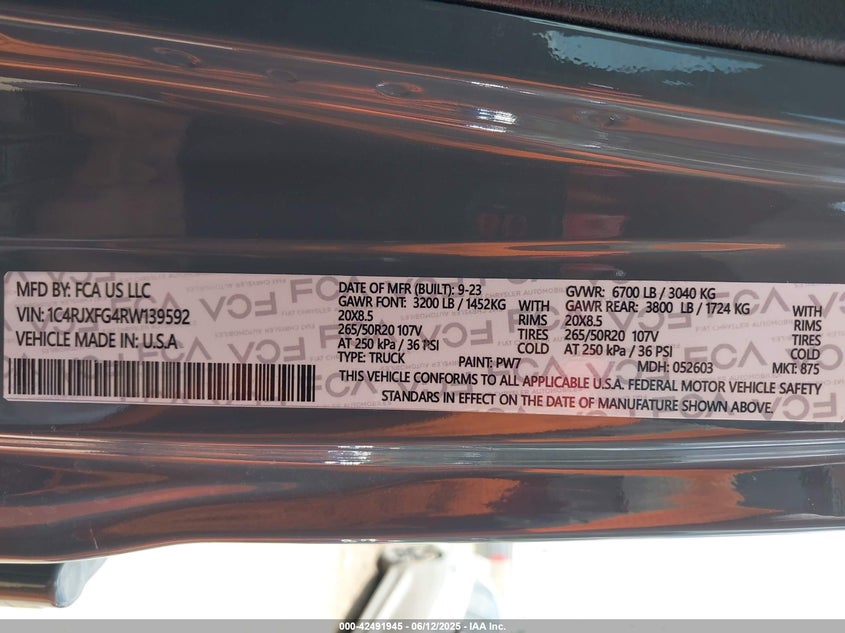 MFD BY: FCA US LLC
VIN: 1C4RJXFG4RW139592
VEHICLE MADE IN: U.S.A
DATE OF MFR (BUILT): 9-23
GAWR FONT: 3200 LB / 1452KG WITH
20X8.5 RIMS
265/50R20 107V TIRES
AT 250 kPa / 36 PSI COLD
TYPE: TRUCK
PAINT: PW7
GVWR: 6700 LB / 3040 KG
GAWR REAR: 3800 LB / 1724 KG WITH
20X8.5 RIMS
265/50R20 107V TIRES
AT 250 kPa / 36 PSI COLD
MDH: 052603
MKT: 875
THIS VEHICLE CONFORMS TO ALL APPLICABLE U.S.A. FEDERAL MOTOR VEHICLE SAFETY
STANDARS IN EFFECT ON THE DATE OF MANUFATURE SHOWN ABOVE.
000-42491945 - 06/12/2025 - IAA Inc.